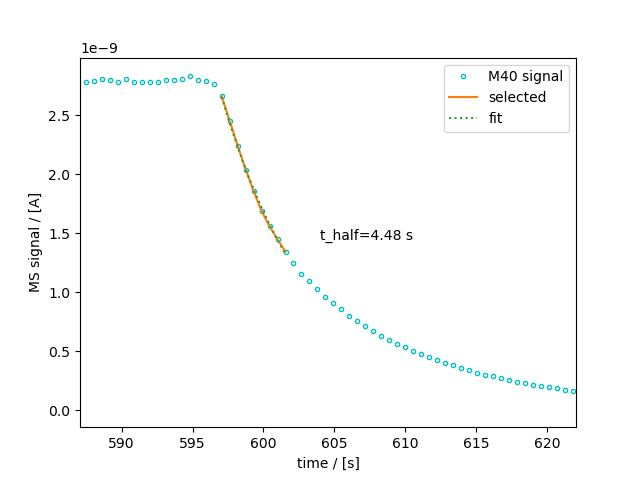 1e−9
M40 signal
selected
fit
2.5
2.0
1.5
1.0
0.5
0.0
MS signal / [A]
t_half=4.48 s
590
595
600
605
610
615
620
time / [s]